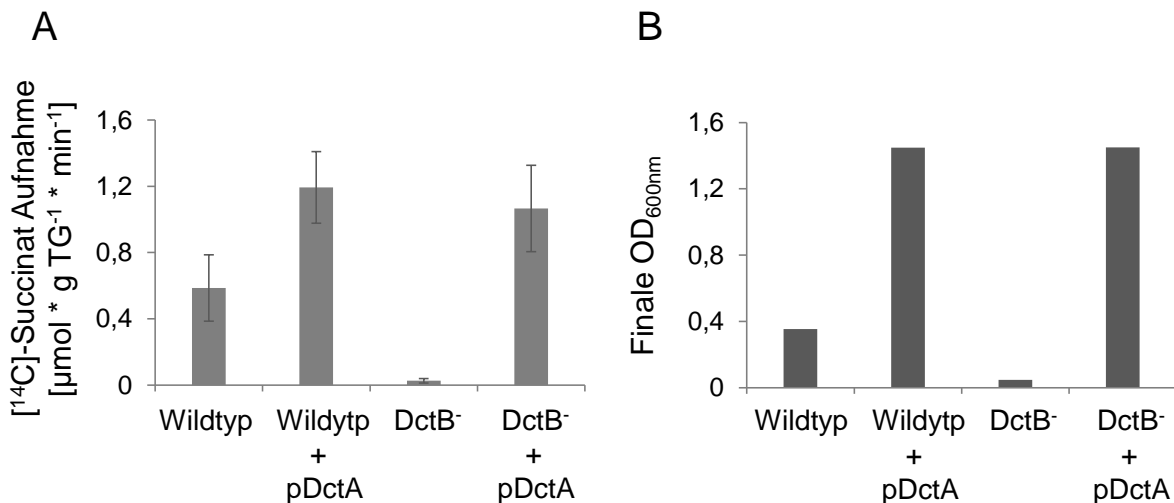 A
[¹⁴C]-Succinat Aufnahme
[µmol * g TG⁻¹ * min⁻¹]
1,6
1,2
0,8
0,4
0
Wildtyp
Wildytp
+
pDctA
DctB⁻
DctB⁻
+
pDctA
B
Finale OD₆₀₀ₙₘ
1,6
1,2
0,8
0,4
0
Wildtyp
Wildytp
+
pDctA
DctB⁻
DctB⁻
+
pDctA